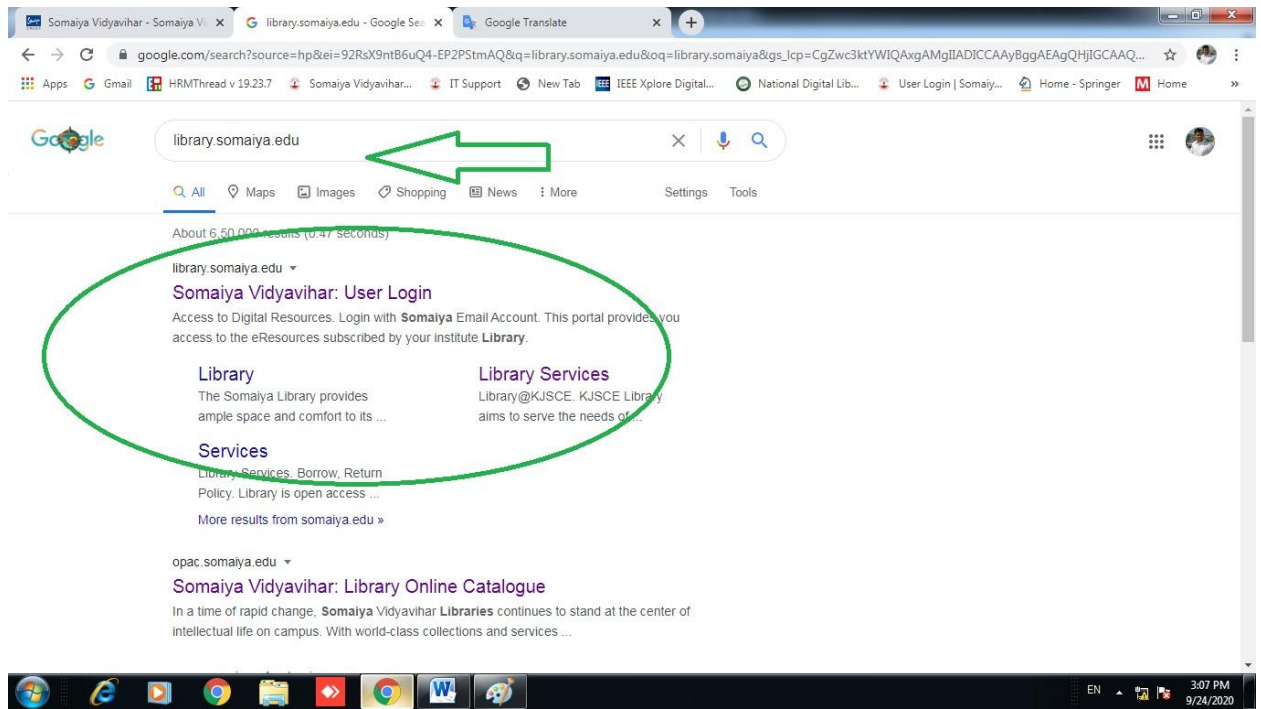 Somaiya Vidyavihar - Somaiya Vi
library.somaiya.edu - Google Sea
Google Translate
google.com/search?source=hp&ei=92RsX9ntB6uQ4-EP2PStmAQ&q=library.somaiya.edu&oq=library.somaiya&gs_lcp=CgZwc3ktYWIQAxgAMgIIADICCAAyBggAEAgQHjIGCAAQ...
Apps
Gmail
HRMThread v 19.23.7
Somaiya Vidyavihar...
IT Support
New Tab
IEEE Xplore Digital...
National Digital Lib...
User Login | Somaiy...
Home - Springer
Home
»
Google
library.somaiya.edu
All
Maps
Images
Shopping
News
More
Settings
Tools
About 6,50,000 results (0.47 seconds)
library.somaiya.edu
Somaiya Vidyavihar: User Login
Access to Digital Resources. Login with Somaiya Email Account. This portal provides you
access to the eResources subscribed by your institute Library.
Library
The Somaiya Library provides
ample space and comfort to its ...
Library Services
Library@KJSCE. KJSCE Library
aims to serve the needs of ...
Services
Library Services. Borrow, Return
Policy. Library is open access ...
More results from somaiya.edu »
opac.somaiya.edu
Somaiya Vidyavihar: Library Online Catalogue
In a time of rapid change, Somaiya Vidyavihar Libraries continues to stand at the center of
intellectual life on campus. With world-class collections and services ...
EN
3:07 PM
9/24/2020